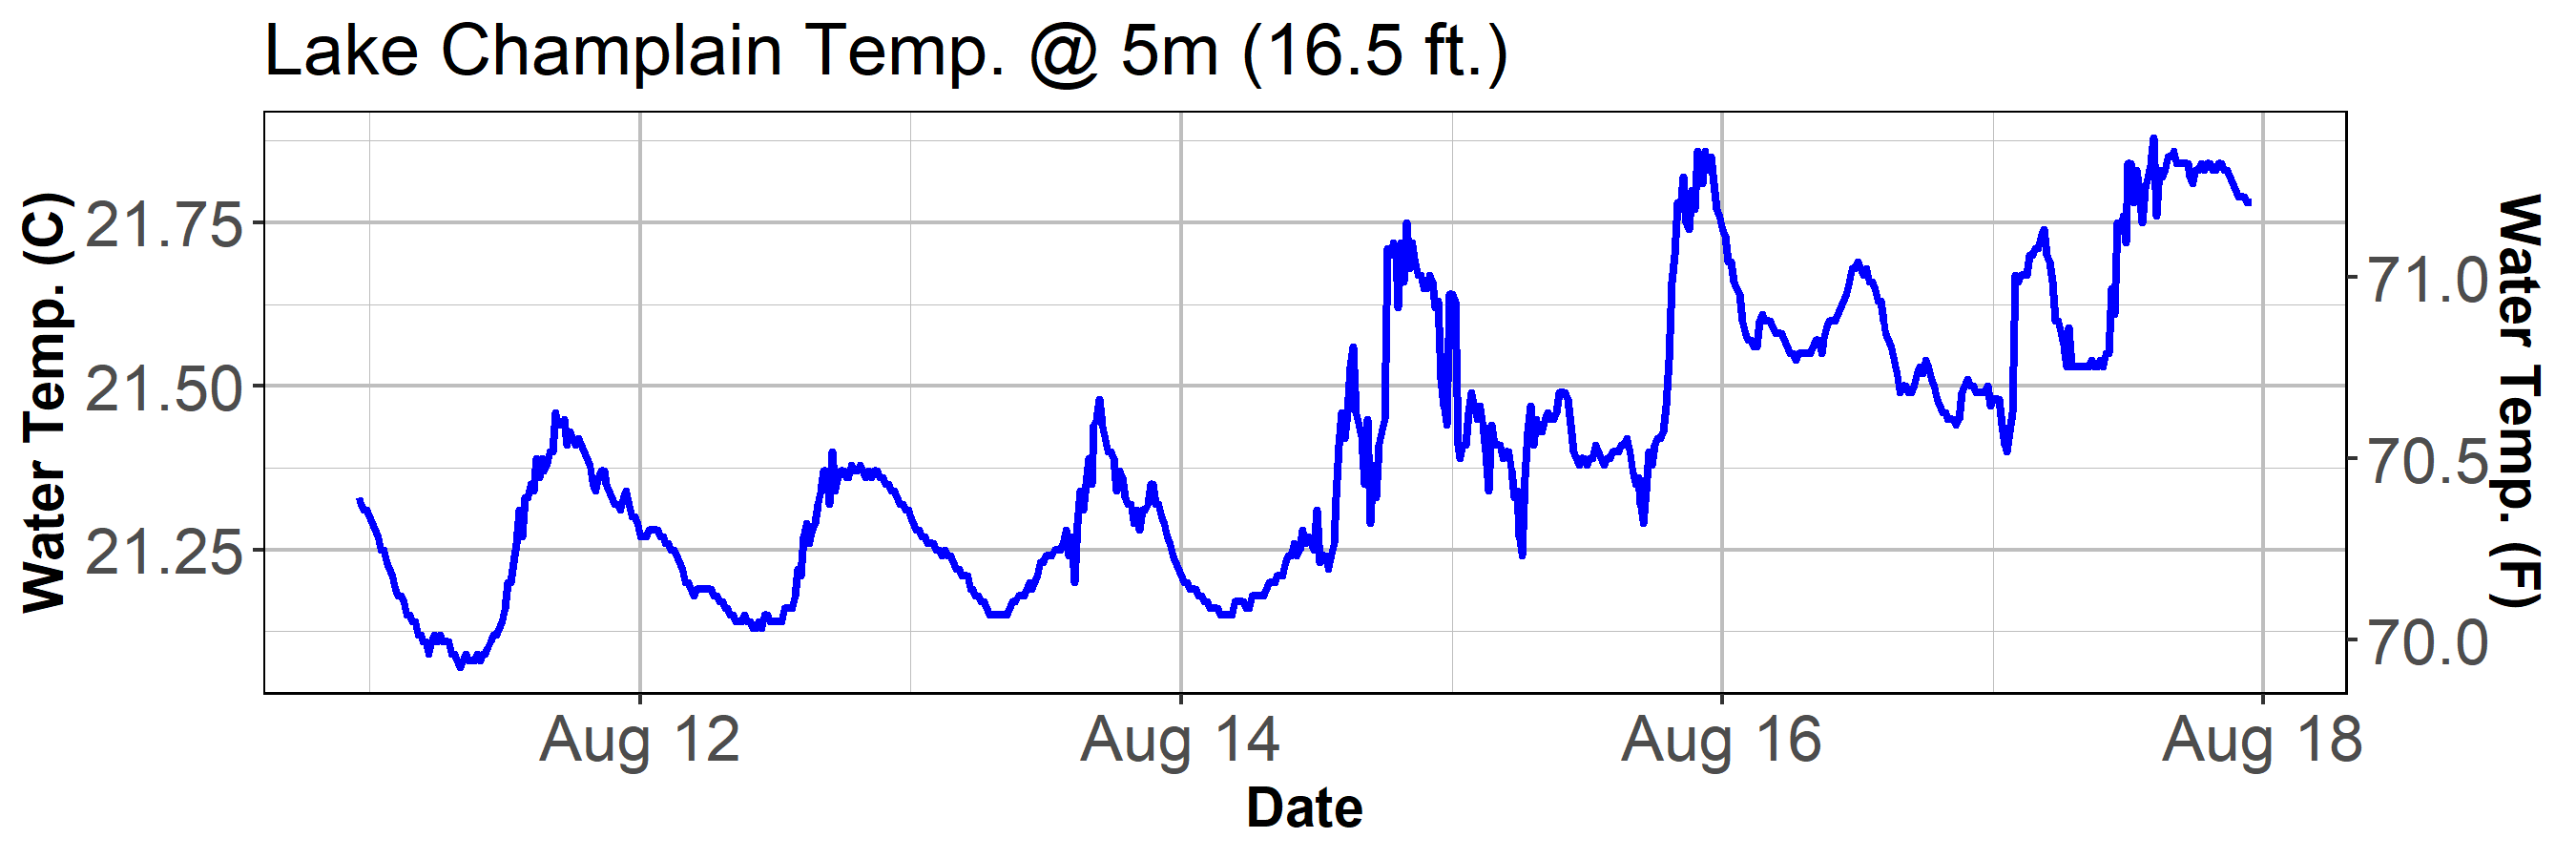 Lake Champlain Temp. @ 5m (16.5 ft.)
Water Temp. (C)
21.75
21.50
21.25
71.0
70.5
70.0
Water Temp. (F)
Aug 12
Aug 14
Aug 16
Aug 18
Date